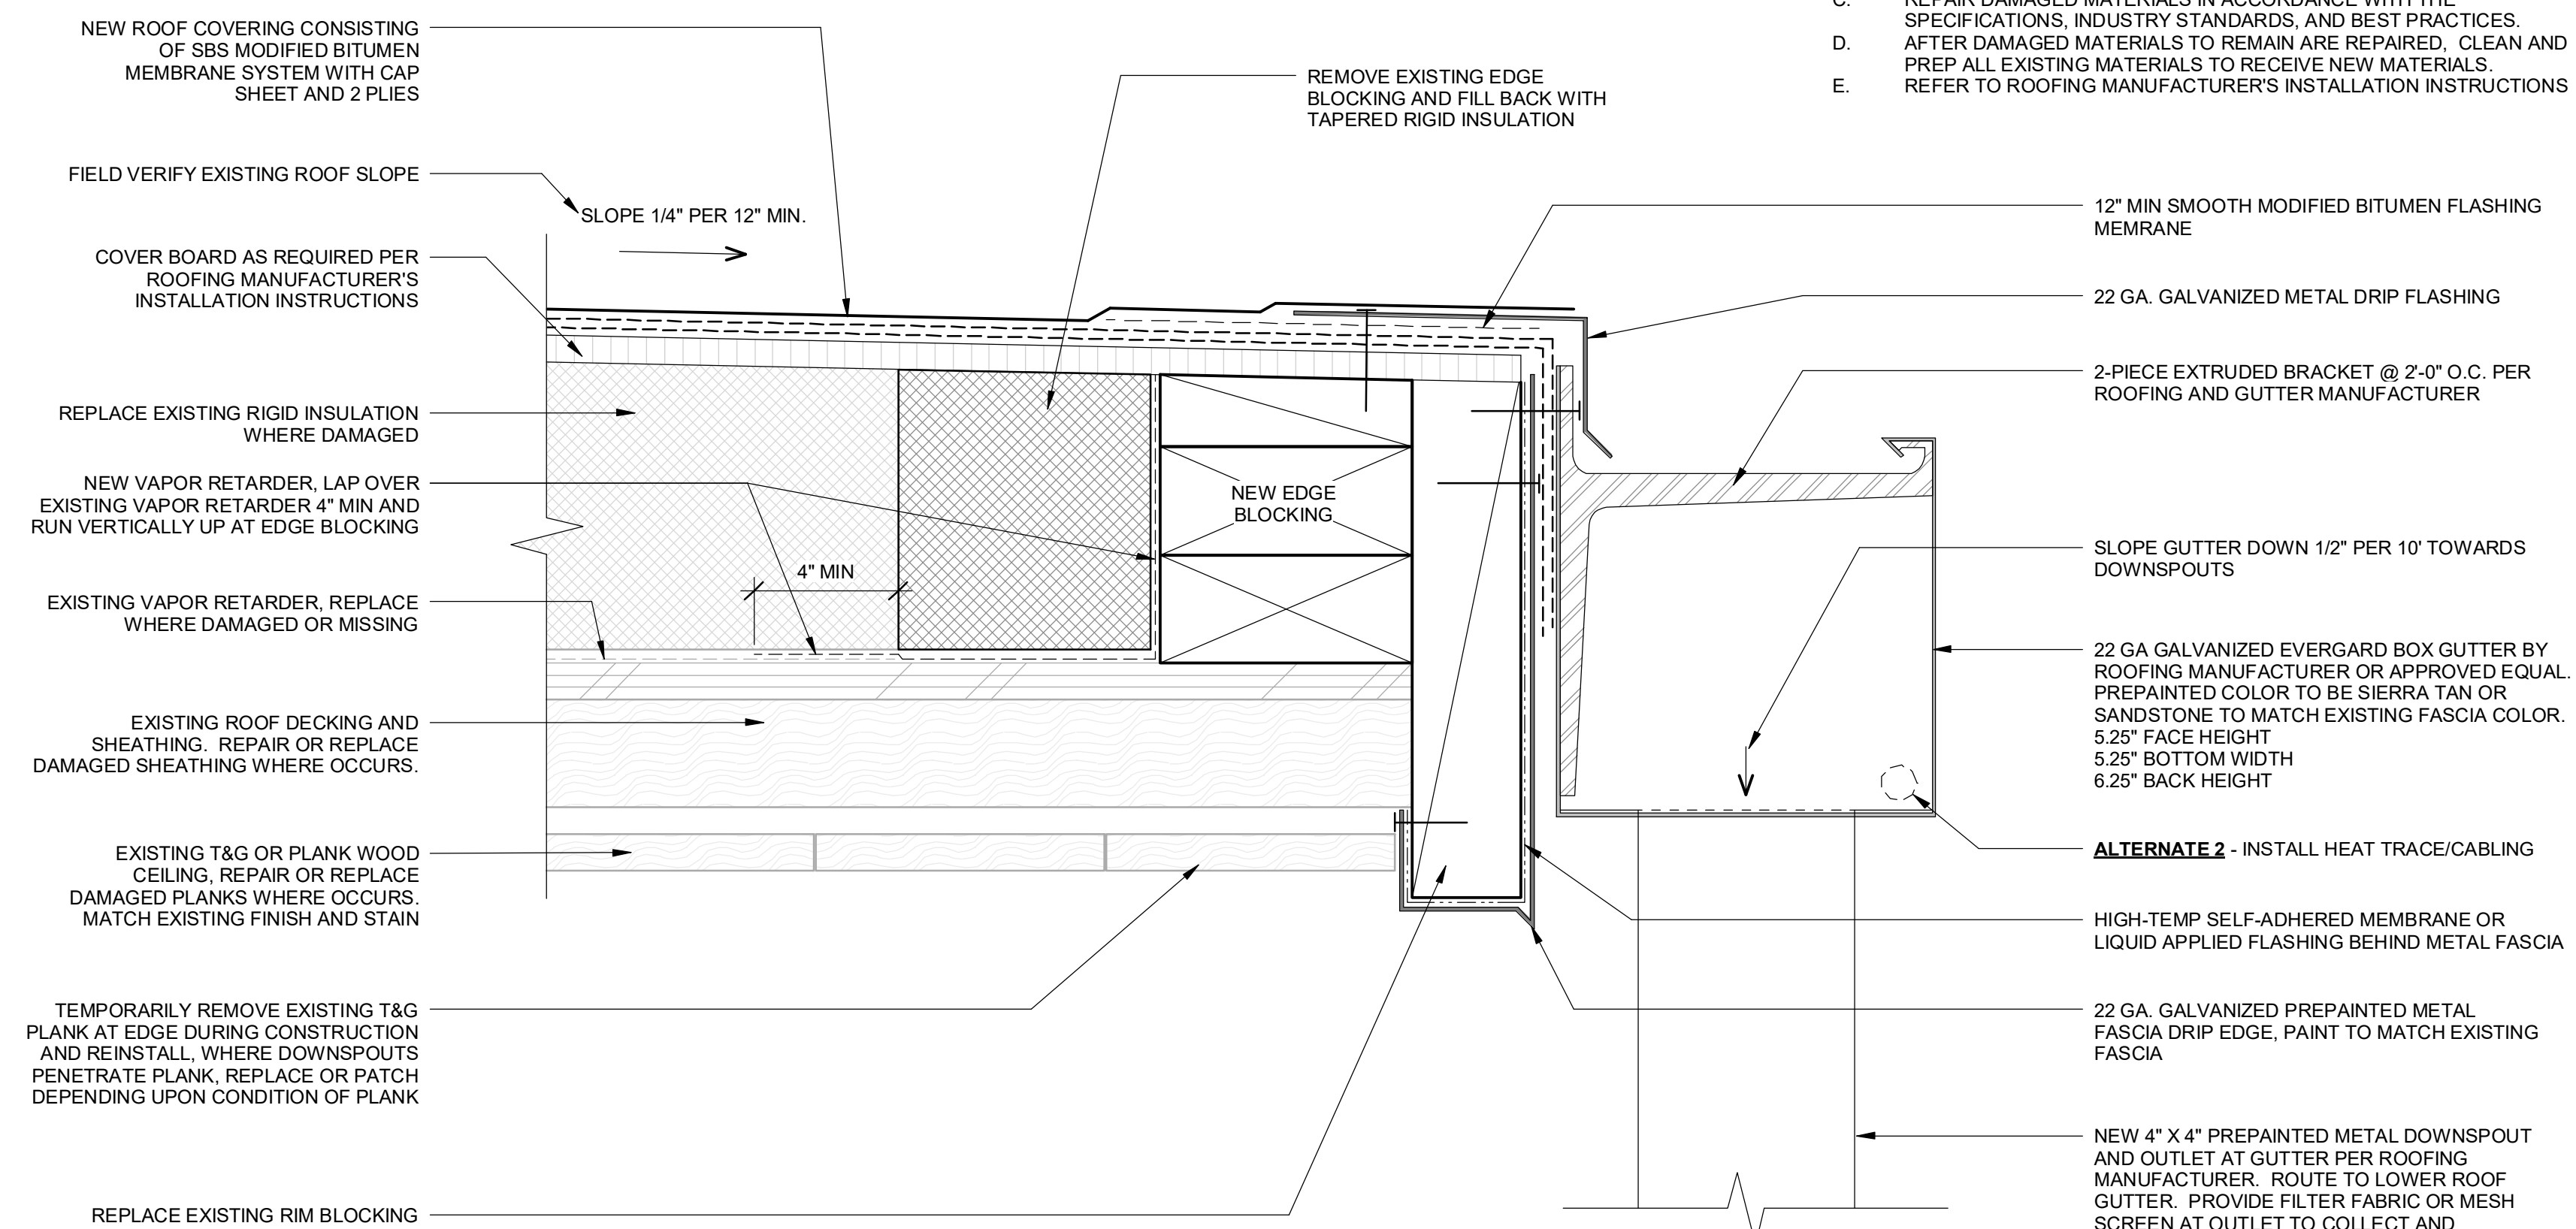 NEW ROOF COVERING CONSISTING
OF SBS MODIFIED BITUMEN
MEMBRANE SYSTEM WITH CAP
SHEET AND 2 PLIES
FIELD VERIFY EXISTING ROOF SLOPE
SLOPE 1/4" PER 12" MIN.
COVER BOARD AS REQUIRED PER
ROOFING MANUFACTURER'S
INSTALLATION INSTRUCTIONS
REPLACE EXISTING RIGID INSULATION
WHERE DAMAGED
NEW VAPOR RETARDER, LAP OVER
EXISTING VAPOR RETARDER 4" MIN AND
RUN VERTICALLY UP AT EDGE BLOCKING
EXISTING VAPOR RETARDER, REPLACE
WHERE DAMAGED OR MISSING
EXISTING ROOF DECKING AND
SHEATHING. REPAIR OR REPLACE
DAMAGED SHEATHING WHERE OCCURS.
EXISTING T&G OR PLANK WOOD
CEILING, REPAIR OR REPLACE
DAMAGED PLANKS WHERE OCCURS.
MATCH EXISTING FINISH AND STAIN
TEMPORARILY REMOVE EXISTING T&G
PLANK AT EDGE DURING CONSTRUCTION
AND REINSTALL, WHERE DOWNSPOUTS
PENETRATE PLANK, REPLACE OR PATCH
DEPENDING UPON CONDITION OF PLANK
REPLACE EXISTING RIM BLOCKING
REMOVE EXISTING EDGE
BLOCKING AND FILL BACK WITH
TAPERED RIGID INSULATION
4" MIN
NEW EDGE
BLOCKING
C. REPAIR DAMAGED MATERIALS IN ACCORDANCE WITH THE
SPECIFICATIONS, INDUSTRY STANDARDS, AND BEST PRACTICES.
D. AFTER DAMAGED MATERIALS TO REMAIN ARE REPAIRED, CLEAN AND
PREP ALL EXISTING MATERIALS TO RECEIVE NEW MATERIALS.
E. REFER TO ROOFING MANUFACTURER'S INSTALLATION INSTRUCTIONS
12" MIN SMOOTH MODIFIED BITUMEN FLASHING
MEMRANE
22 GA. GALVANIZED METAL DRIP FLASHING
2-PIECE EXTRUDED BRACKET @ 2'-0" O.C. PER
ROOFING AND GUTTER MANUFACTURER
SLOPE GUTTER DOWN 1/2" PER 10' TOWARDS
DOWNSPOUTS
22 GA GALVANIZED EVERGARD BOX GUTTER BY
ROOFING MANUFACTURER OR APPROVED EQUAL.
PREPAINTED COLOR TO BE SIERRA TAN OR
SANDSTONE TO MATCH EXISTING FASCIA COLOR.
5.25" FACE HEIGHT
5.25" BOTTOM WIDTH
6.25" BACK HEIGHT
ALTERNATE 2 - INSTALL HEAT TRACE/CABLING
HIGH-TEMP SELF-ADHERED MEMBRANE OR
LIQUID APPLIED FLASHING BEHIND METAL FASCIA
22 GA. GALVANIZED PREPAINTED METAL
FASCIA DRIP EDGE, PAINT TO MATCH EXISTING
FASCIA
NEW 4" X 4" PREPAINTED METAL DOWNSPOUT
AND OUTLET AT GUTTER PER ROOFING
MANUFACTURER. ROUTE TO LOWER ROOF
GUTTER. PROVIDE FILTER FABRIC OR MESH
SCREEN AT OUTLET TO COLLECT AND